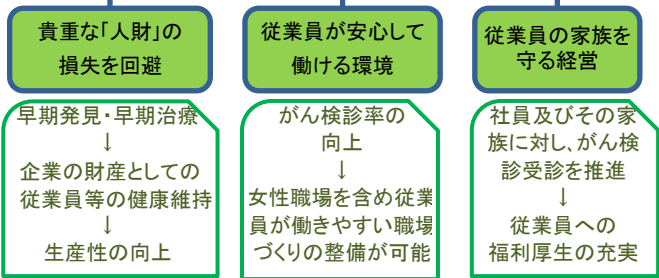 貴重な「人財」の
損失を回避
早期発見・早期治療
↓
企業の財産としての
従業員等の健康維持
↓
生産性の向上
従業員が安心して
働ける環境
がん検診率の
向上
↓
女性職場を含め従業
員が働きやすい職場
づくりの整備が可能
従業員の家族を
守る経営
社員及びその家
族に対し、がん検
診受診を推進
↓
従業員への
福利厚生の充実